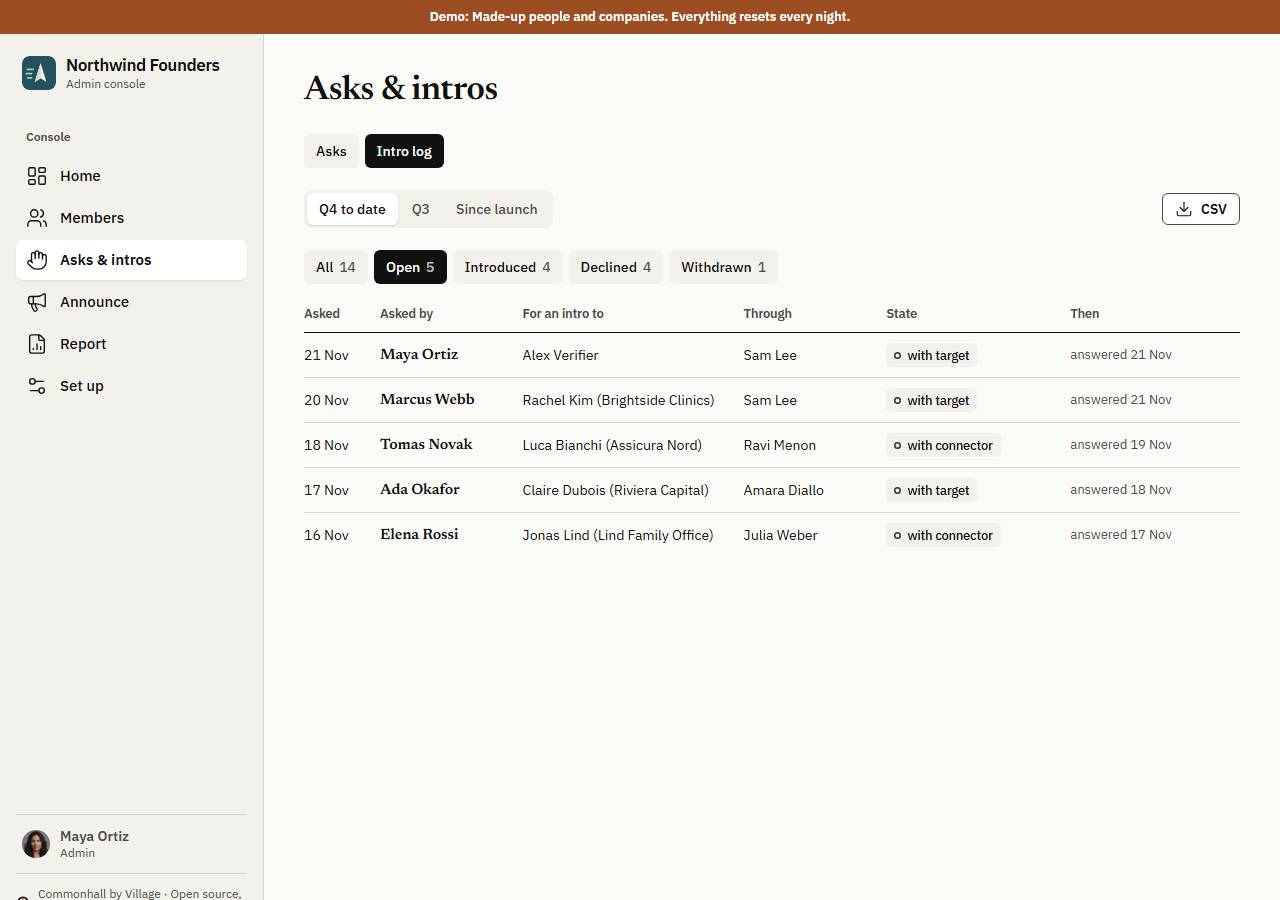 Demo: Made-up people and companies. Everything resets every night.
Northwind Founders
Admin console
Console
Home
Members
Asks & intros
Announce
Report
Set up
Maya Ortiz
Admin
Commonhall by Village · Open source,
Asks & intros
Asks Intro log
Q4 to date Q3 Since launch CSV
All 14 Open 5 Introduced 4 Declined 4 Withdrawn 1
Asked Asked by For an intro to Through State Then
21 Nov Maya Ortiz Alex Verifier Sam Lee with target answered 21 Nov
20 Nov Marcus Webb Rachel Kim (Brightside Clinics) Sam Lee with target answered 21 Nov
18 Nov Tomas Novak Luca Bianchi (Assicura Nord) Ravi Menon with connector answered 19 Nov
17 Nov Ada Okafor Claire Dubois (Riviera Capital) Amara Diallo with target answered 18 Nov
16 Nov Elena Rossi Jonas Lind (Lind Family Office) Julia Weber with connector answered 17 Nov